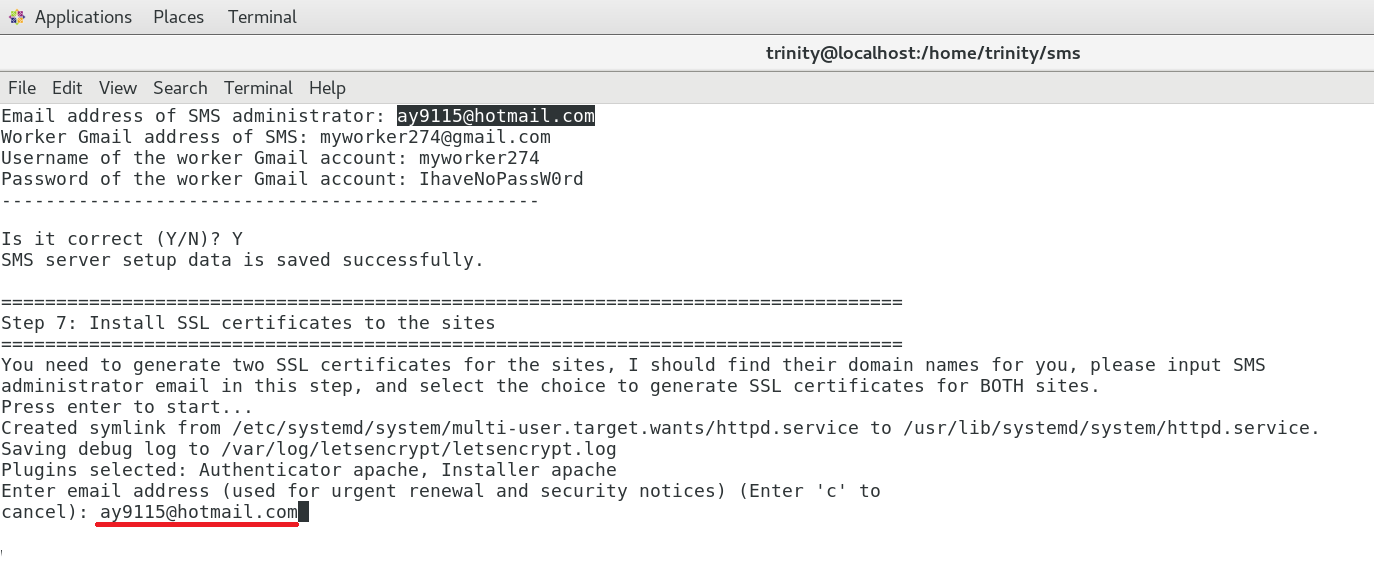 Applications Places Terminal
trinity@localhost:/home/trinity/sms
File Edit View Search Terminal Help
Email address of SMS administrator: ay9115@hotmail.com
Worker Gmail address of SMS: myworker274@gmail.com
Username of the worker Gmail account: myworker274
Password of the worker Gmail account: IhaveNoPassW0rd
-------------------------------------------------
Is it correct (Y/N)? Y
SMS server setup data is saved successfully.
==================================================================================
Step 7: Install SSL certificates to the sites
==================================================================================
You need to generate two SSL certificates for the sites, I should find their domain names for you, please input SMS
administrator email in this step, and select the choice to generate SSL certificates for BOTH sites.
Press enter to start...
Created symlink from /etc/systemd/system/multi-user.target.wants/httpd.service to /usr/lib/systemd/system/httpd.service.
Saving debug log to /var/log/letsencrypt/letsencrypt.log
Plugins selected: Authenticator apache, Installer apache
Enter email address (used for urgent renewal and security notices) (Enter 'c' to
cancel): ay9115@hotmail.com